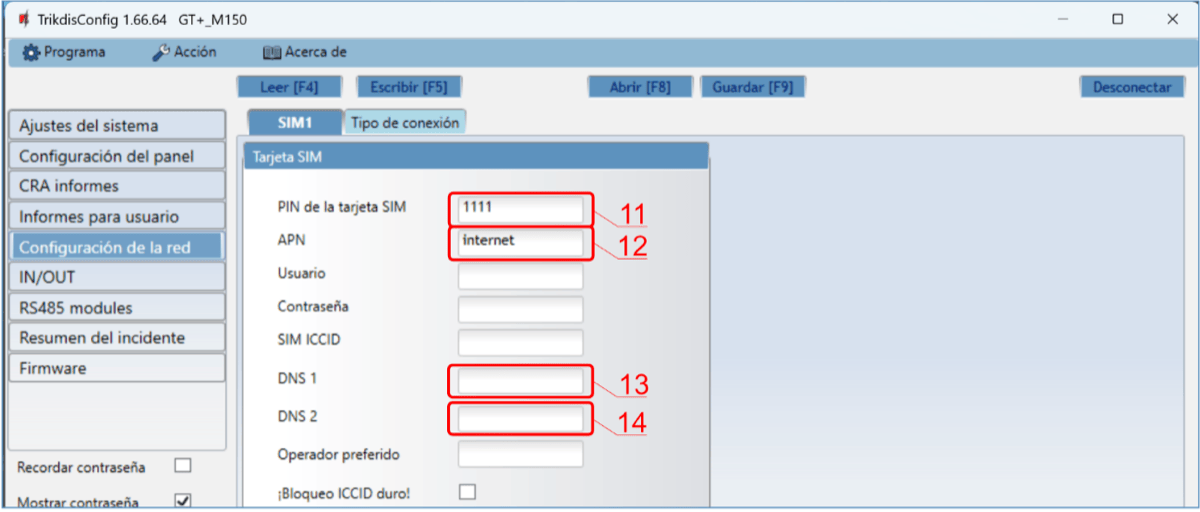 TrikdisConfig 1.66.64 GT+_M150
Programa Acción Acerca de
Leer [F4] Escribir [F5] Abrir [F8] Guardar [F9] Desconectar
Ajustes del sistema
Configuración del panel
CRA informes
Informes para usuario
Configuración de la red
IN/OUT
RS485 modules
Resumen del incidente
Firmware
Recordar contraseña
Mostrar contraseña
SIM1 Tipo de conexión
Tarjeta SIM
PIN de la tarjeta SIM 1111 11
APN internet 12
Usuario
Contraseña
SIM ICCID
DNS 1 13
DNS 2 14
Operador preferido
¡Bloqueo ICCID duro!